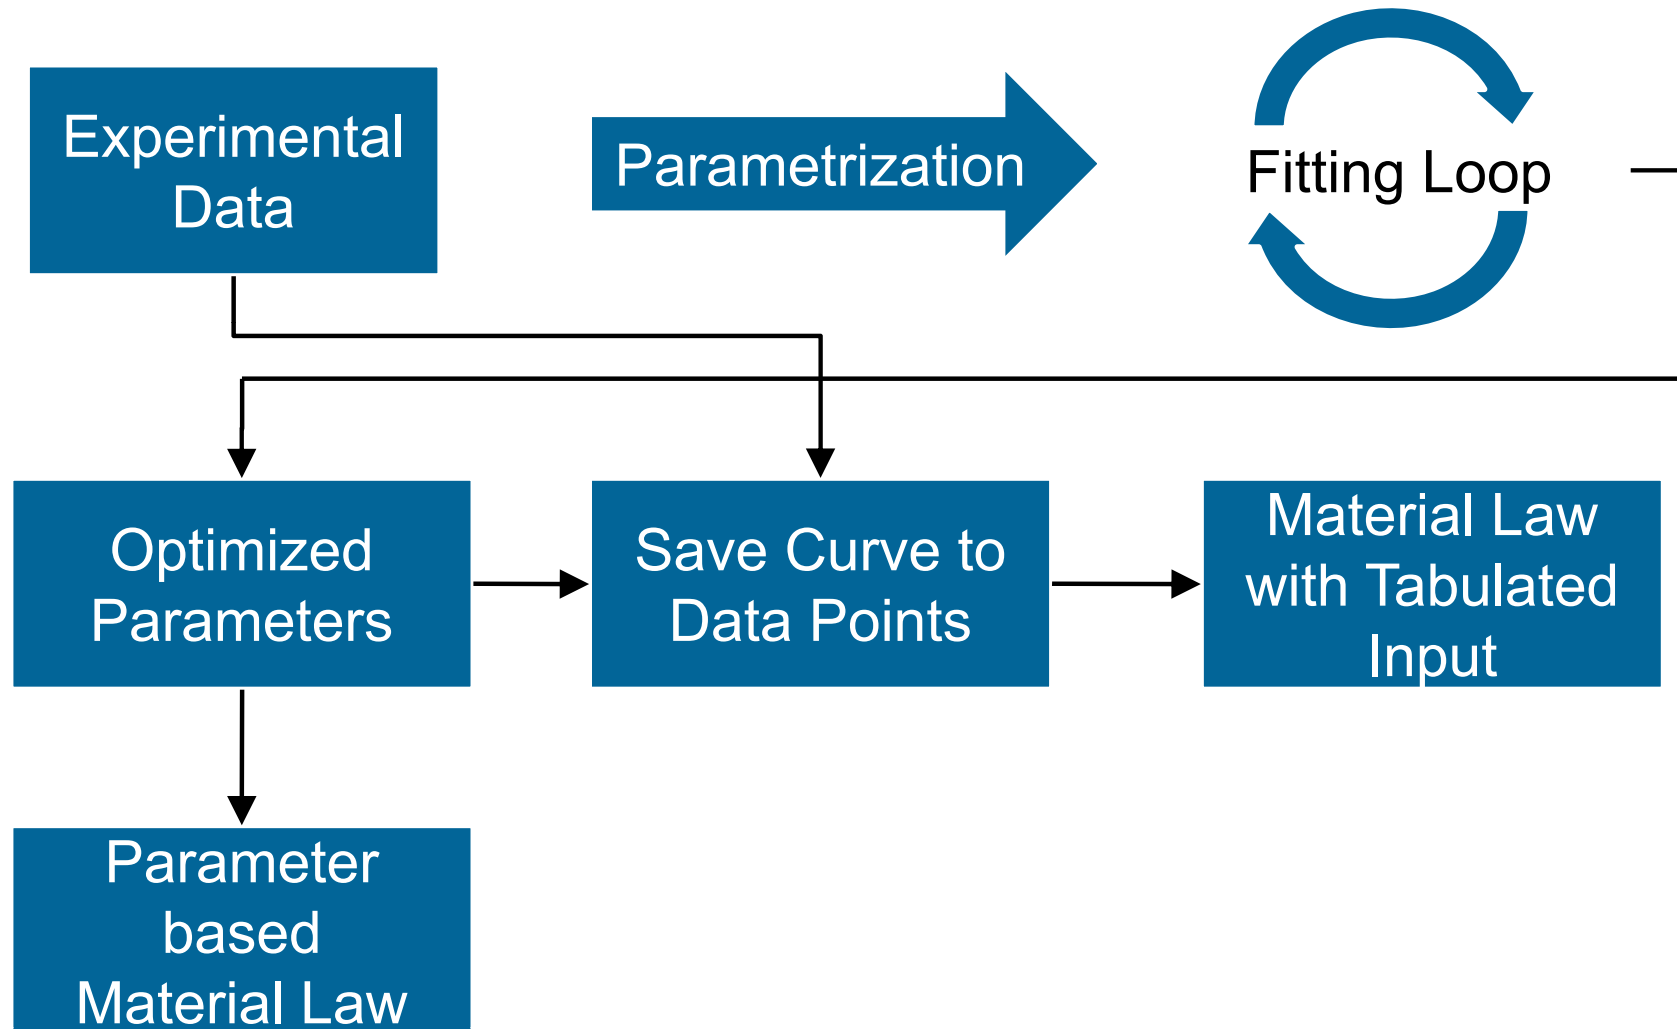 Experimental
Data
Parametrization
Fitting Loop
Optimized
Parameters
Save Curve to
Data Points
Material Law
with Tabulated
Input
Parameter
based
Material Law